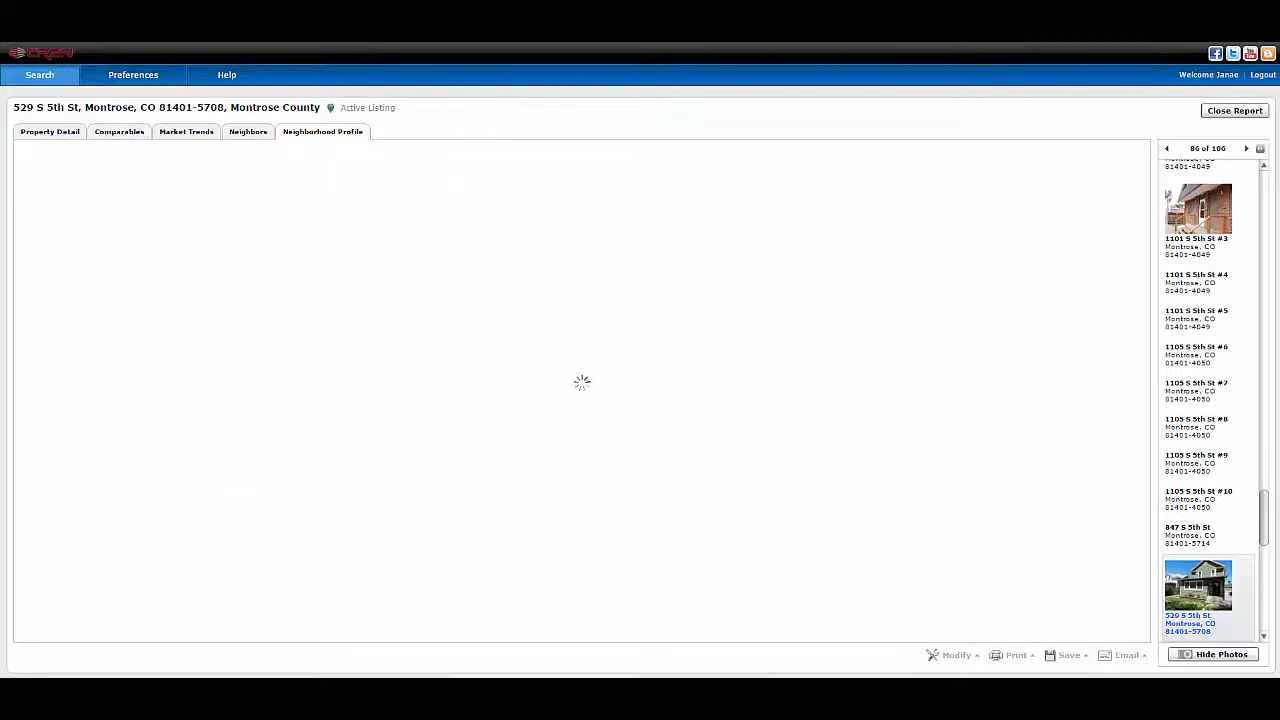 CREN
Search
Preferences
Help
Welcome Janae
Logout
529 S 5th St, Montrose, CO 81401-5708, Montrose County
Active Listing
Close Report
Property Detail
Comparables
Market Trends
Neighbors
Neighborhood Profile
86 of 106
Montrose, CO
81401-4049
1101 S 5th St #3
Montrose, CO
81401-4049
1101 S 5th St #4
Montrose, CO
81401-4049
1101 S 5th St #5
Montrose, CO
81401-4049
1105 S 5th St #6
Montrose, CO
81401-4050
1105 S 5th St #7
Montrose, CO
81401-4050
1105 S 5th St #8
Montrose, CO
81401-4050
1105 S 5th St #9
Montrose, CO
81401-4050
1105 S 5th St #10
Montrose, CO
81401-4050
847 S 5th St
Montrose, CO
81401-5714
529 S 5th St
Montrose, CO
81401-5708
Modify
Print
Save
Email
Hide Photos